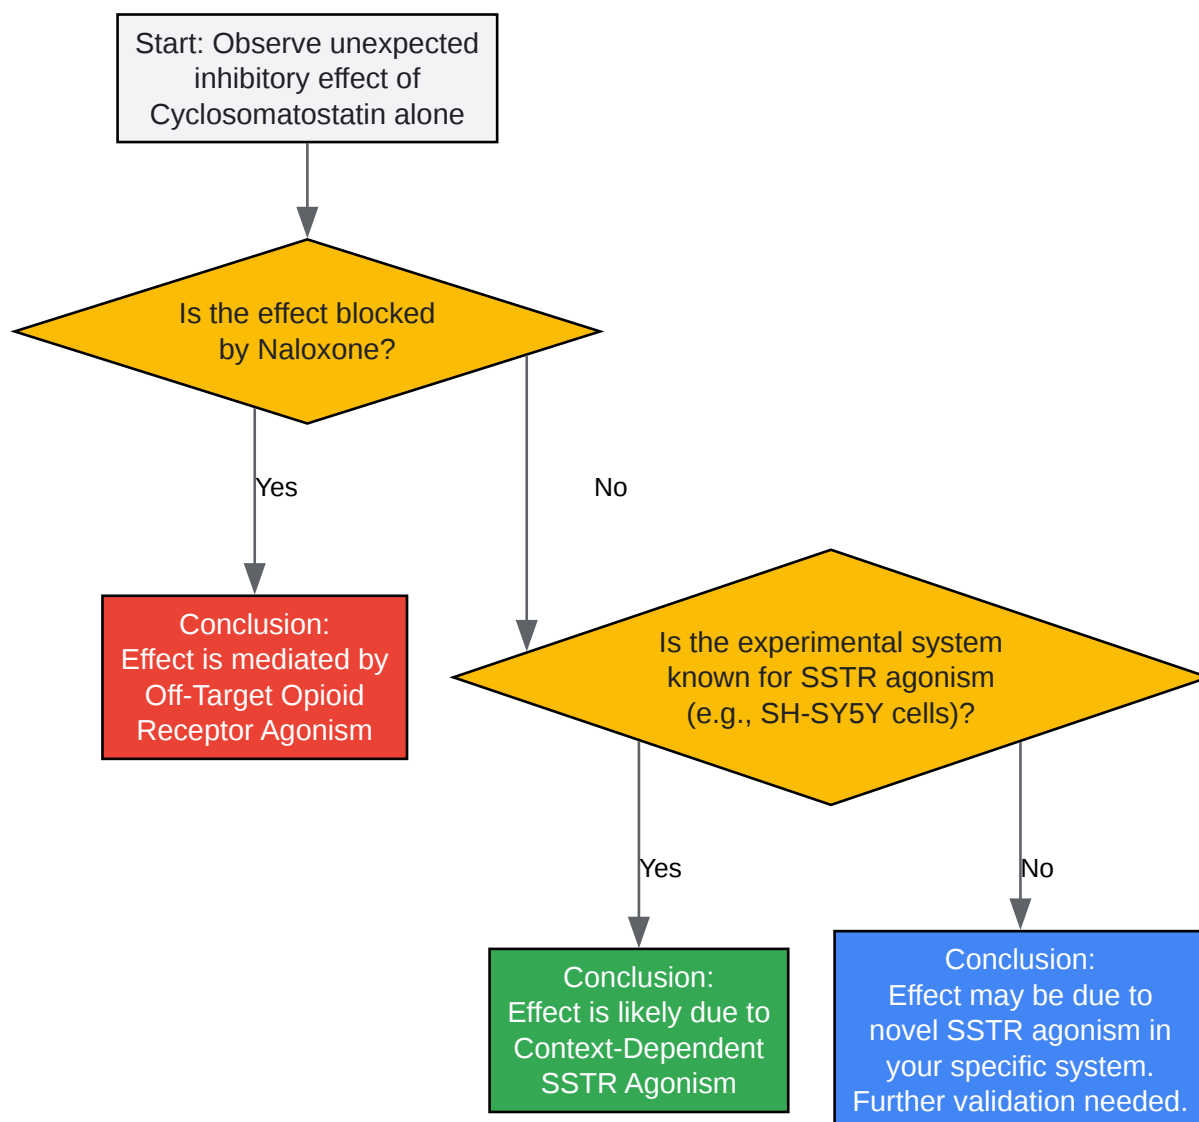 Start: Observe unexpected
inhibitory effect of
Cyclosomatostatin alone
Is the effect blocked
by Naloxone?
Yes
No
Conclusion:
Effect is mediated by
Off-Target Opioid
Receptor Agonism
Is the experimental system
known for SSTR agonism
(e.g., SH-SY5Y cells)?
Yes
No
Conclusion:
Effect is likely due to
Context-Dependent
SSTR Agonism
Conclusion:
Effect may be due to
novel SSTR agonism in
your specific system.
Further validation needed.